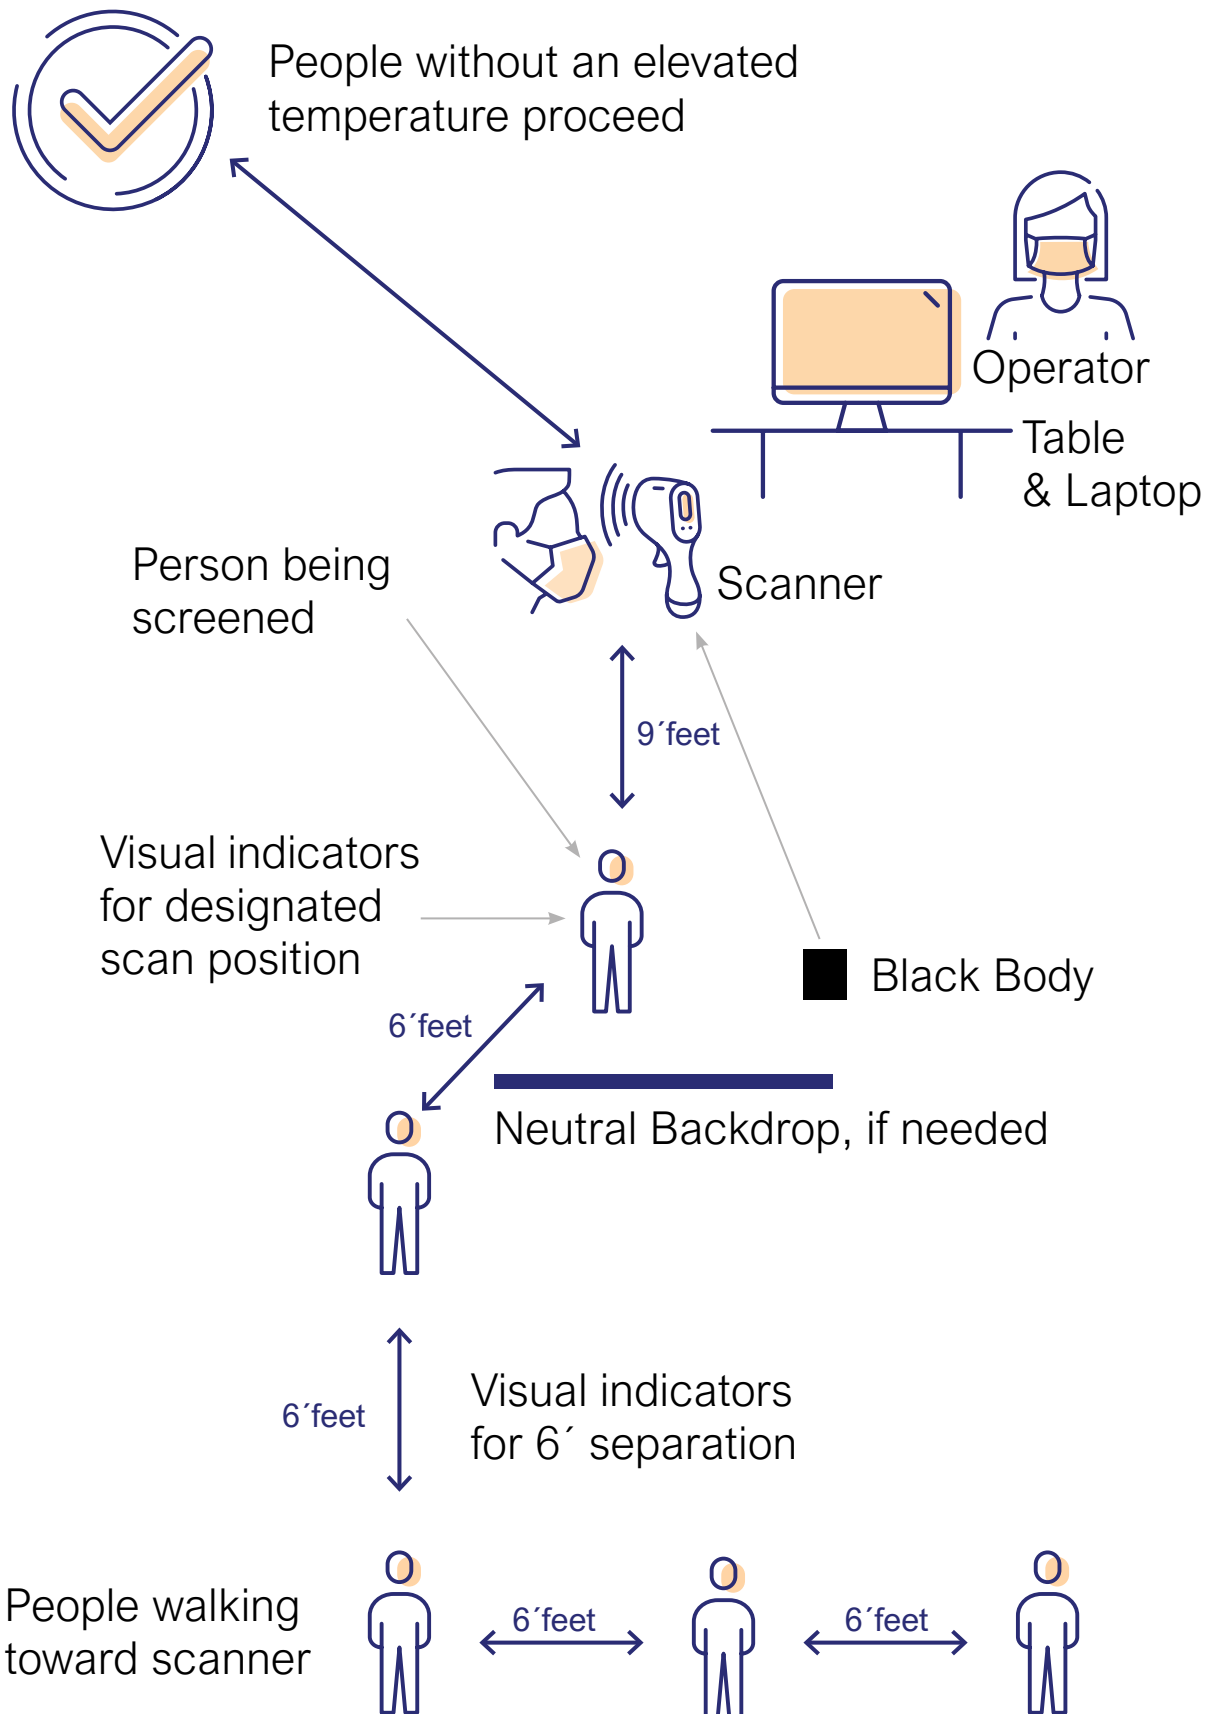 People without an elevated
temperature proceed
Operator
Table
& Laptop
Person being
screened
Scanner
9´feet
Visual indicators
for designated
scan position
Black Body
6´feet
Neutral Backdrop, if needed
Visual indicators
for 6´ separation
6´feet
People walking
toward scanner
6´feet
6´feet